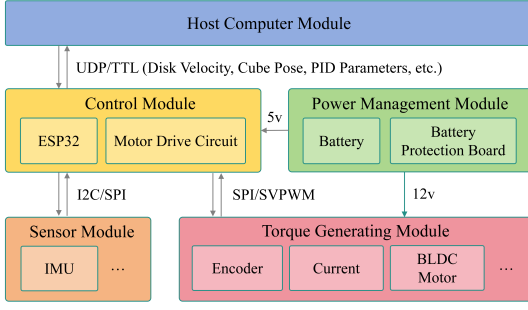 Host Computer Module
UDP/TTL (Disk Velocity, Cube Pose, PID Parameters, etc.)
Control Module
ESP32
Motor Drive Circuit
5v
Power Management Module
Battery
Battery
Protection Board
I2C/SPI
SPI/SVPWM
12v
Sensor Module
IMU
...
Torque Generating Module
Encoder
Current
BLDC
Motor
...